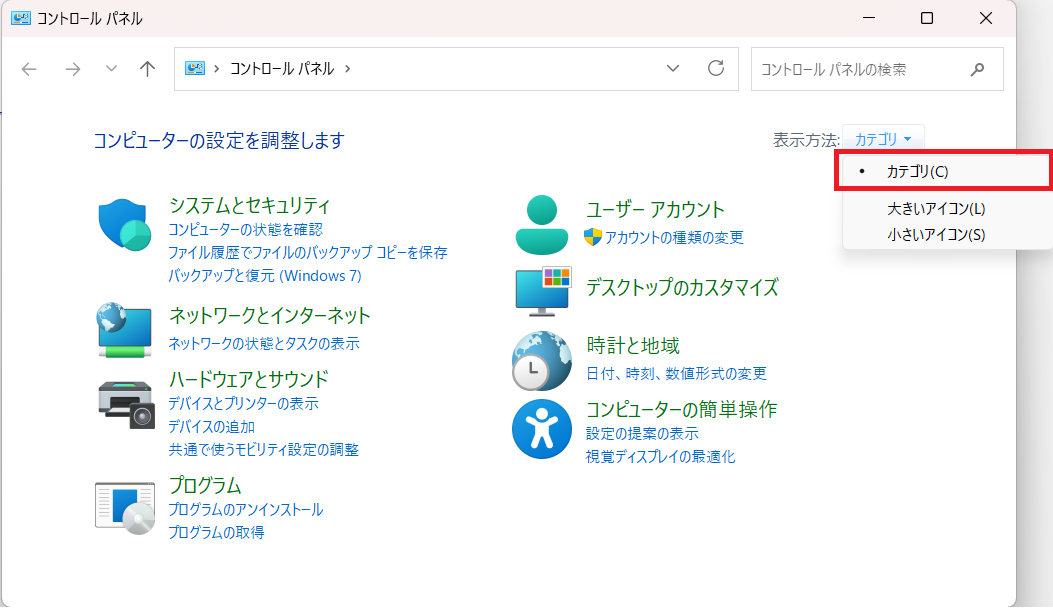 コントロール パネル
コントロール パネル
コントロール パネルの検索
コンピューターの設定を調整します
表示方法:
カテゴリ
カテゴリ(C)
大きいアイコン(L)
小さいアイコン(S)
システムとセキュリティ
コンピューターの状態を確認
ファイル履歴でファイルのバックアップ コピーを保存
バックアップと復元 (Windows 7)
ネットワークとインターネット
ネットワークの状態とタスクの表示
ハードウェアとサウンド
デバイスとプリンターの表示
デバイスの追加
共通で使うモビリティ設定の調整
プログラム
プログラムのアンインストール
プログラムの取得
ユーザー アカウント
アカウントの種類の変更
デスクトップのカスタマイズ
時計と地域
日付、時刻、数値形式の変更
コンピューターの簡単操作
設定の提案の表示
視覚ディスプレイの最適化